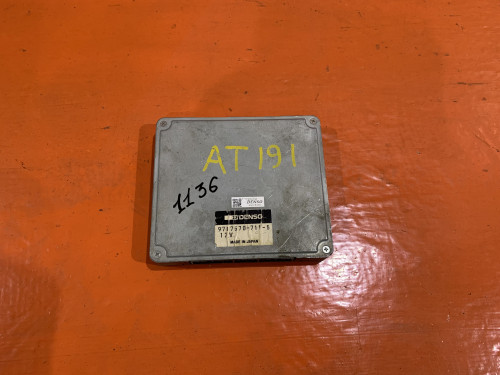 AT 191
1136
DENSO
12V
MADE IN JAPAN